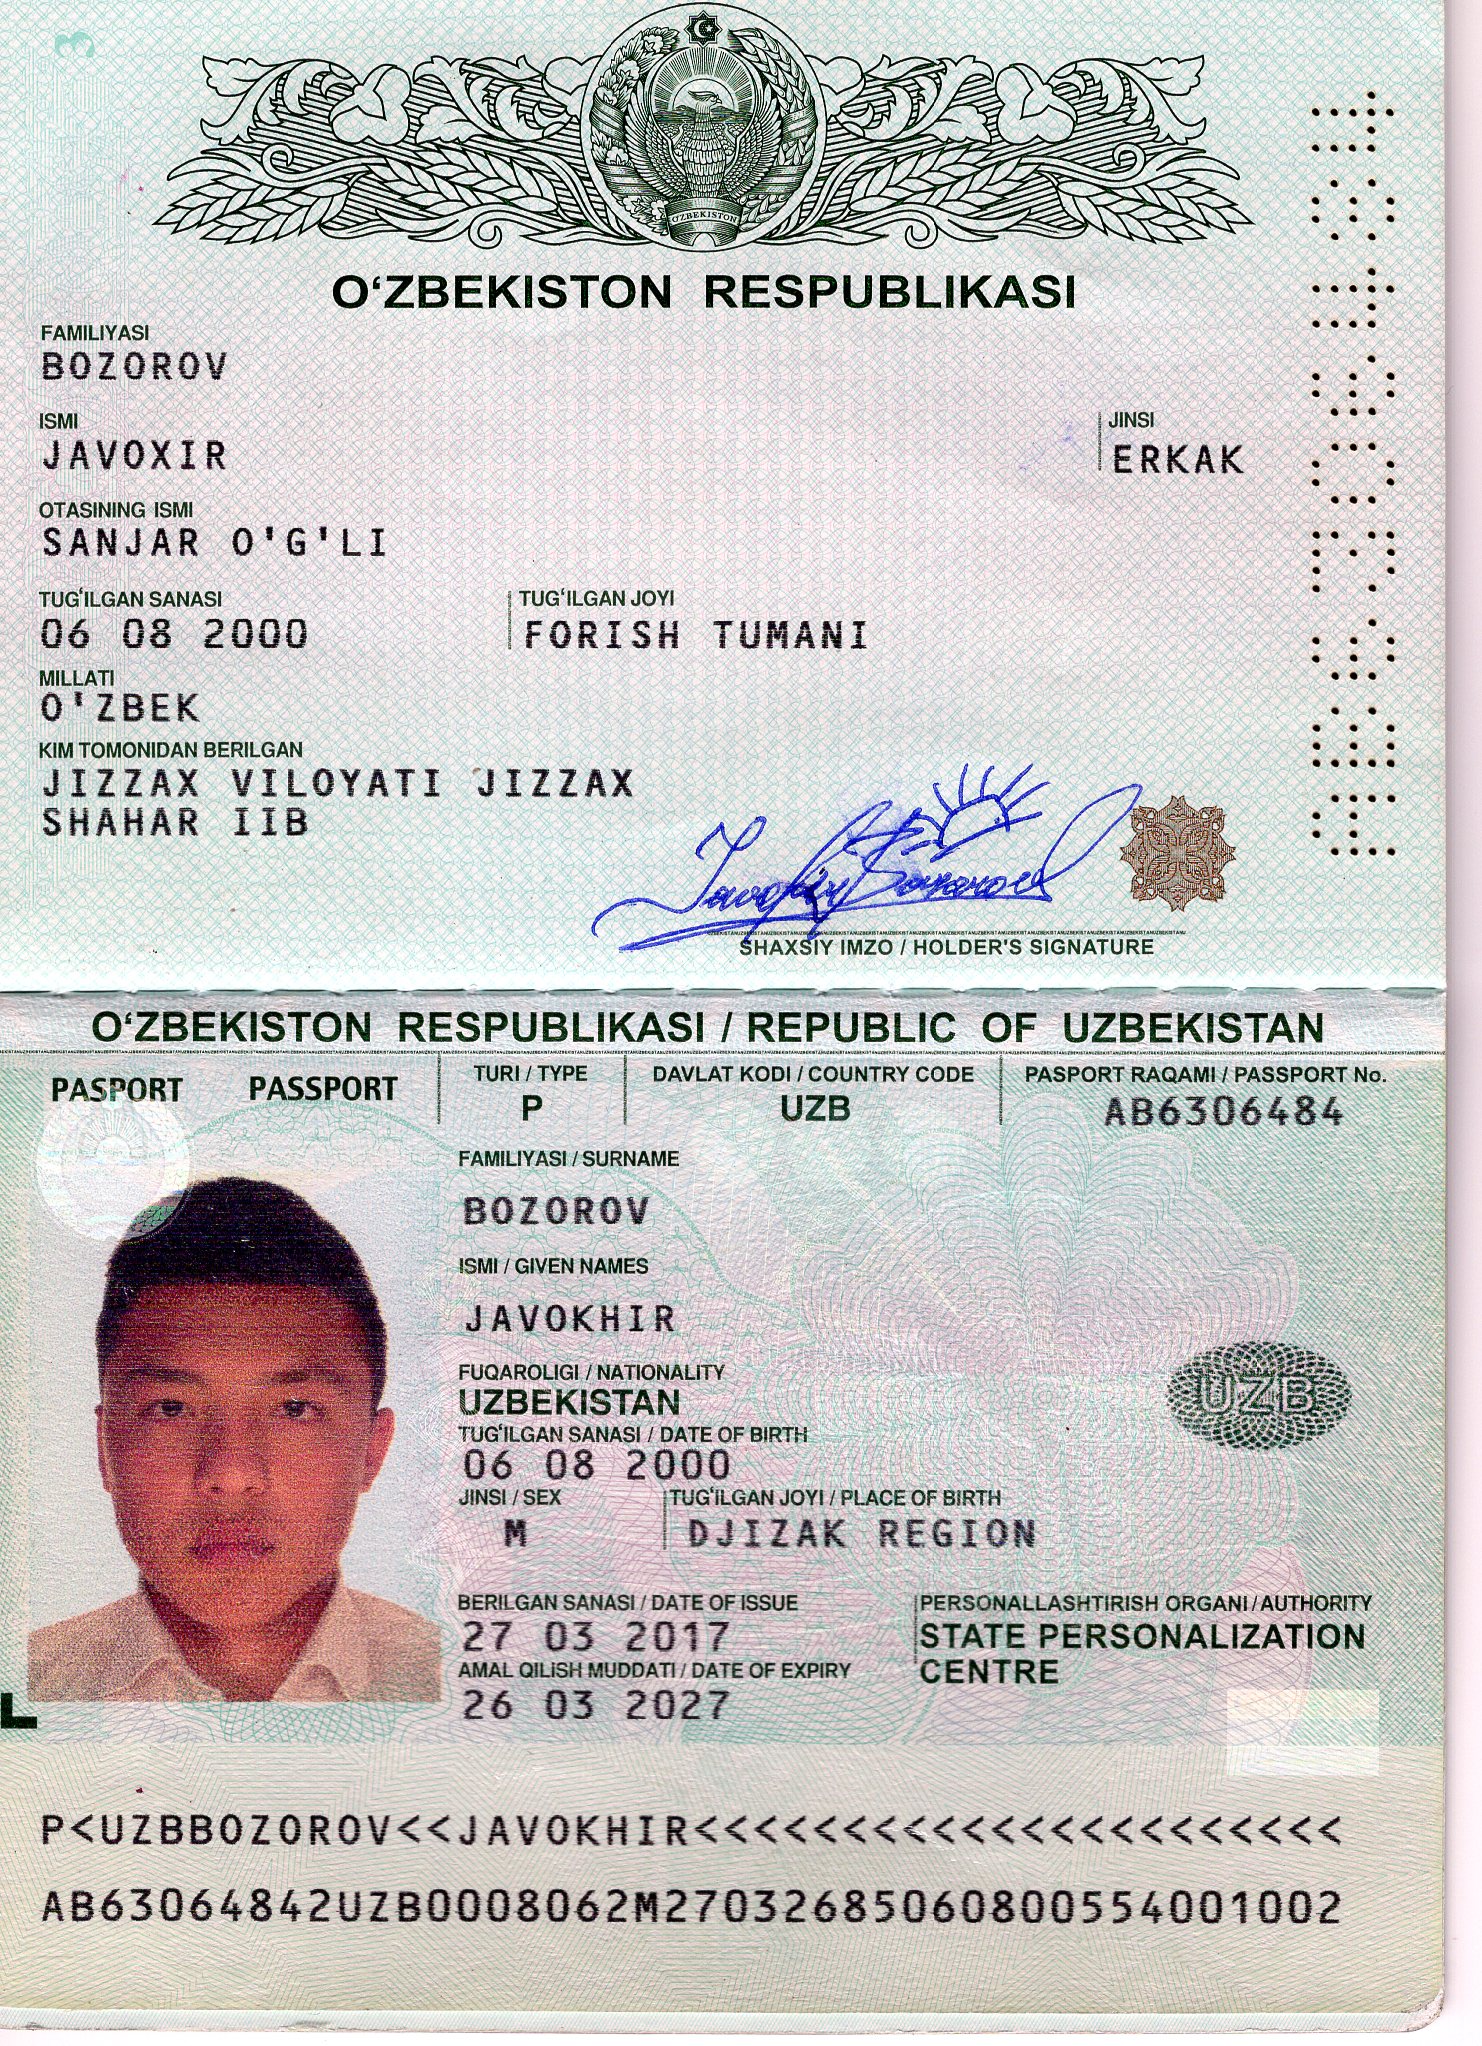 O'ZBEKISTON
O‘ZBEKISTON RESPUBLIKASI
FAMILIYASI
BOZOROV
ISMI
JAVOXIR
JINSI
ERKAK
OTASINING ISMI
SANJAR O'G'LI
TUG‘ILGAN SANASI
06 08 2000
TUG‘ILGAN JOYI
FORISH TUMANI
MILLATI
O'ZBEK
KIM TOMONIDAN BERILGAN
JIZZAX VILOYATI JIZZAX
SHAHAR IIB
SHAXSIY IMZO / HOLDER'S SIGNATURE
O‘ZBEKISTON RESPUBLIKASI / REPUBLIC OF UZBEKISTAN
PASPORT PASSPORT
TURI / TYPE
P
DAVLAT KODI / COUNTRY CODE
UZB
PASPORT RAQAMI / PASSPORT No.
AB6306484
FAMILIYASI / SURNAME
BOZOROV
ISMI / GIVEN NAMES
JAVOKHIR
FUQAROLIGI / NATIONALITY
UZBEKISTAN
UZB
TUG‘ILGAN SANASI / DATE OF BIRTH
06 08 2000
JINSI / SEX
M
TUG‘ILGAN JOYI / PLACE OF BIRTH
DJIZAK REGION
BERILGAN SANASI / DATE OF ISSUE
27 03 2017
PERSONALLASHTIRISH ORGANI / AUTHORITY
STATE PERSONALIZATION
CENTRE
AMAL QILISH MUDDATI / DATE OF EXPIRY
26 03 2027
P<UZBBOZOROV<<JAVOKHIR<<<<<<<<<<<<<<<<<<<<<<
AB63064842UZB0008062M27032685060800554001002